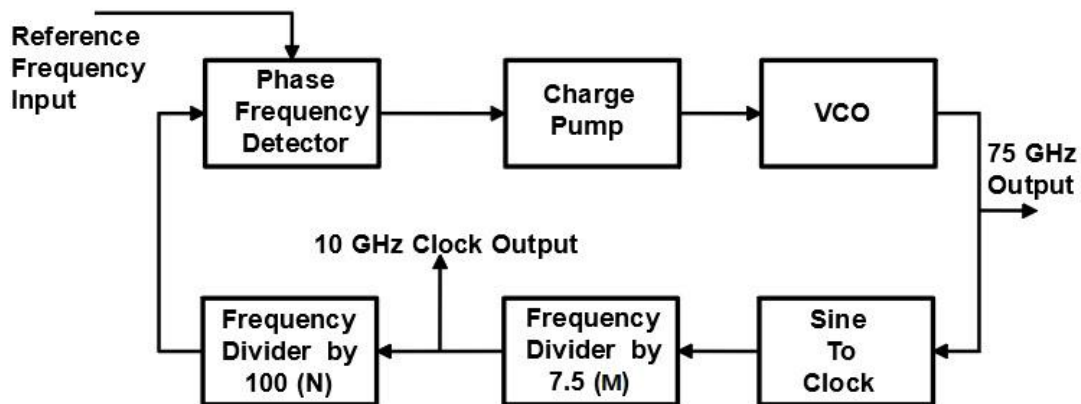 Reference
Frequency
Input
Phase
Frequency
Detector
Charge
Pump
VCO
75 GHz
Output
10 GHz Clock Output
Frequency
Divider by
100 (N)
Frequency
Divider by
7.5 (M)
Sine
To
Clock